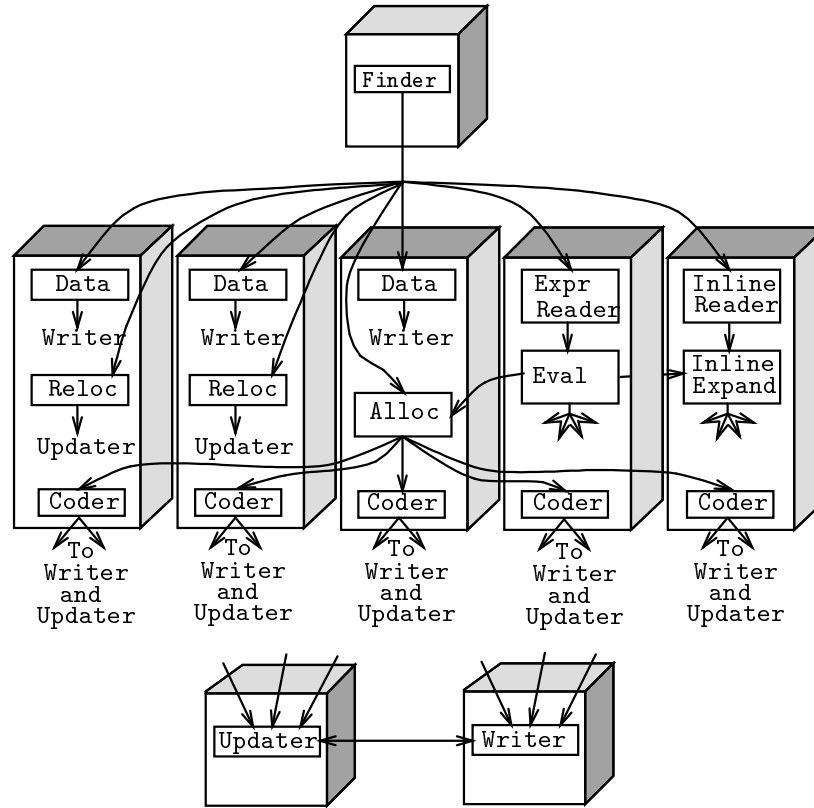 Finder
Data
Writer
Reloc
Updater
Coder
To
Writer
and
Updater
Data
Writer
Reloc
Updater
Coder
To
Writer
and
Updater
Data
Writer
Alloc
Coder
To
Writer
and
Updater
Expr
Reader
Eval
Coder
To
Writer
and
Updater
Inline
Reader
Inline
Expand
Coder
To
Writer
and
Updater
Updater
Writer